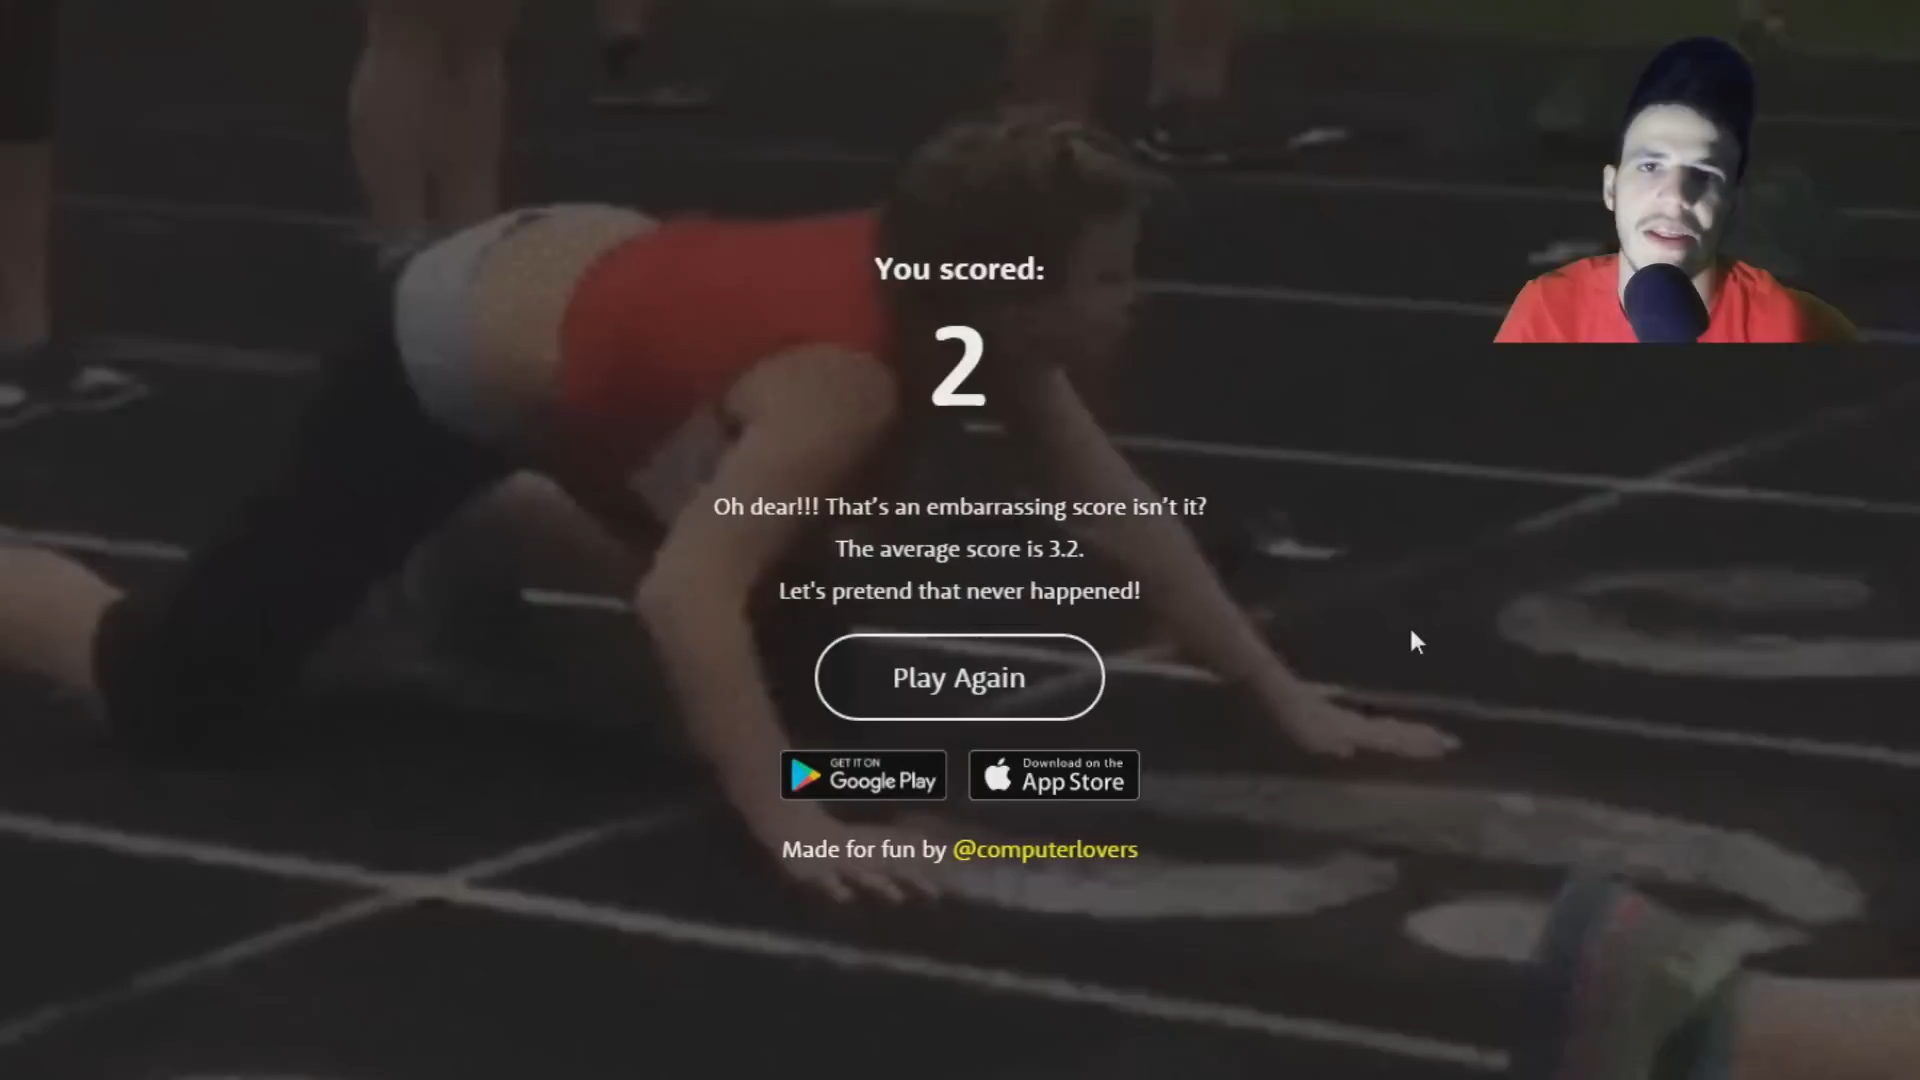 You scored:
2
Oh dear!!! That's an embarrassing score isn't it?
The average score is 3.2.
Let's pretend that never happened!
Play Again
GET IT ON
Google Play
Download on the
App Store
Made for fun by @computerlovers